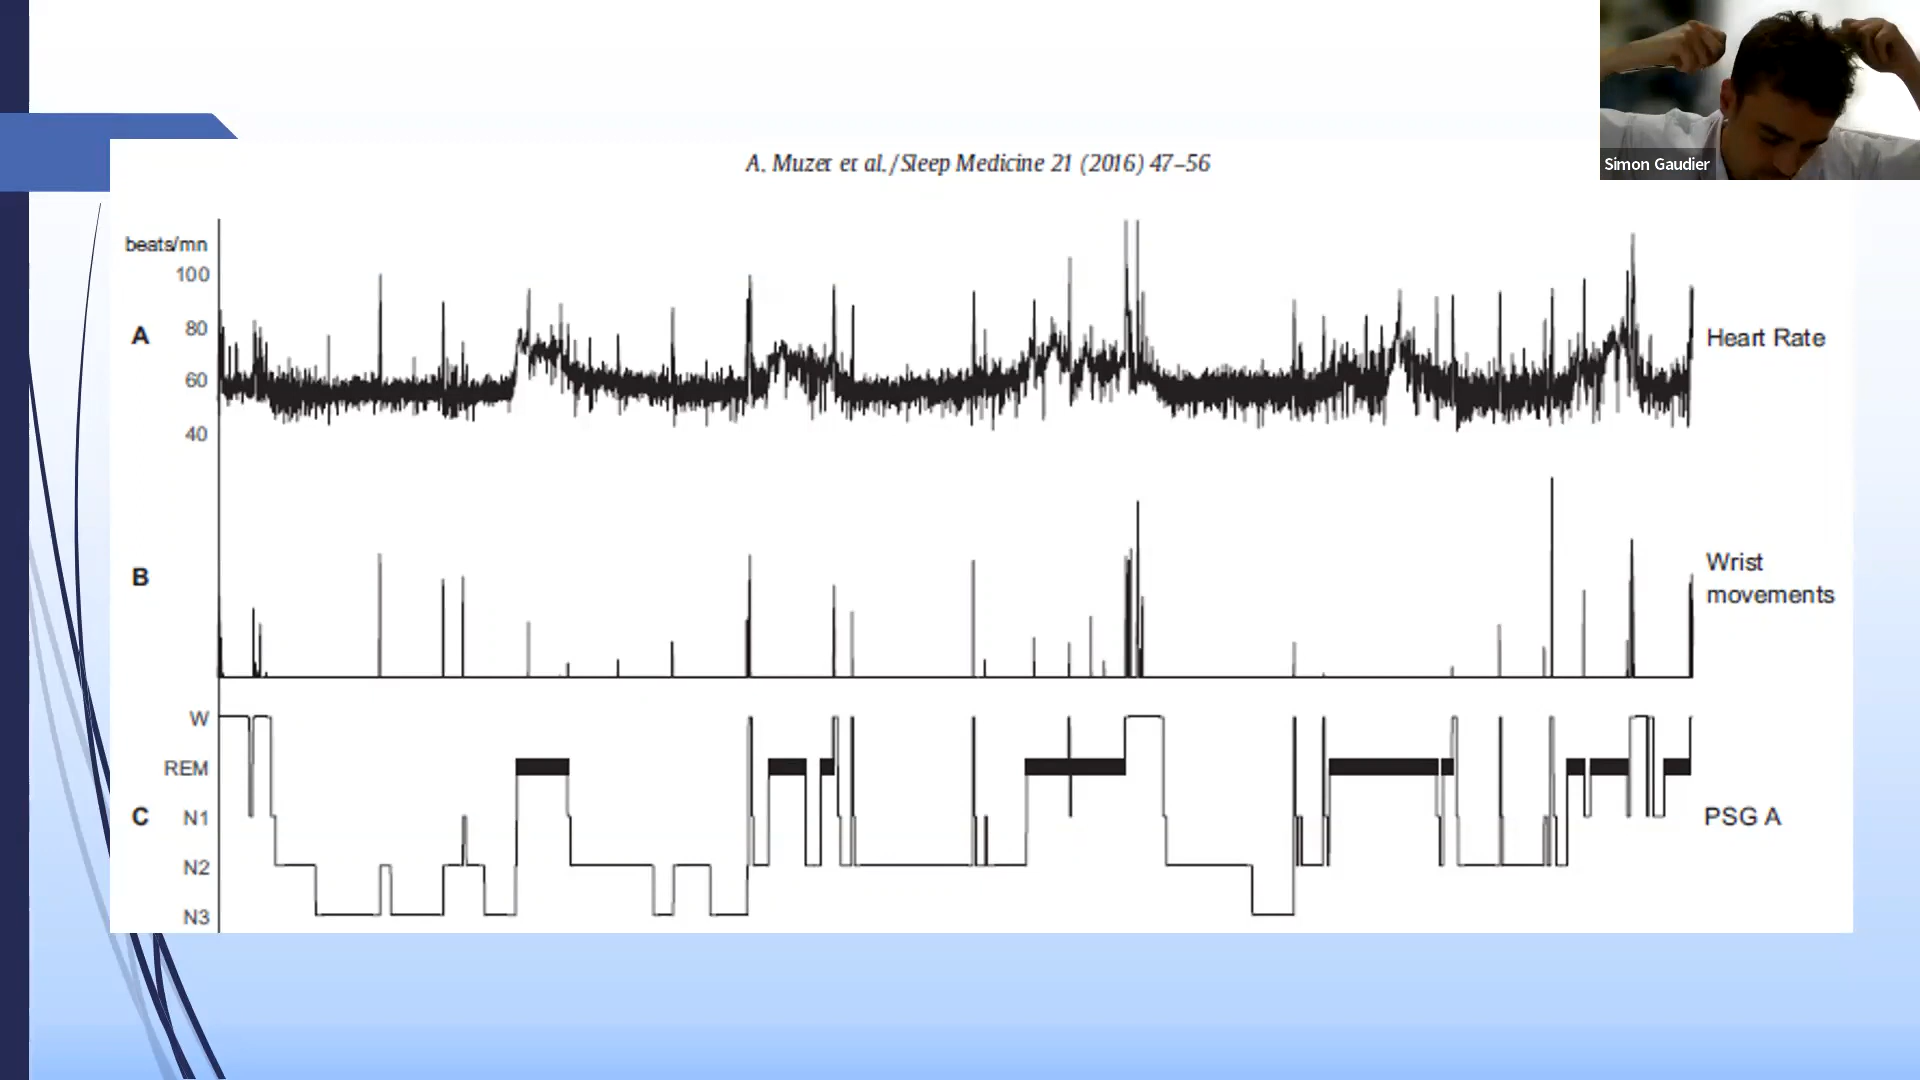 A. Muzet et al. / Sleep Medicine 21 (2016) 47–56
Simon Gaudier
beats/mn
100
80
60
40
A
Heart Rate
B
Wrist
movements
W
REM
N1
N2
N3
C
PSG A